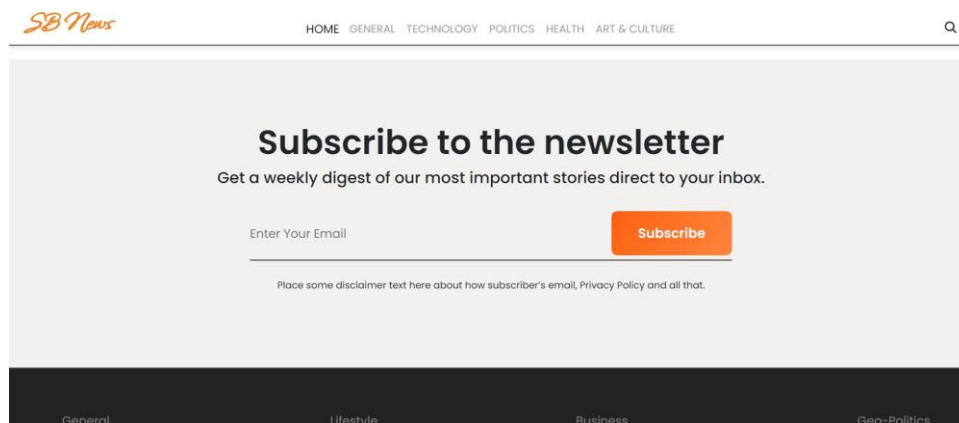 SB News
HOME GENERAL TECHNOLOGY POLITICS HEALTH ART & CULTURE
Subscribe to the newsletter
Get a weekly digest of our most important stories direct to your inbox.
Enter Your Email Subscribe
Place some disclaimer text here about how subscriber's email, Privacy Policy and all that.
General Lifestyle Business Geo-Politics